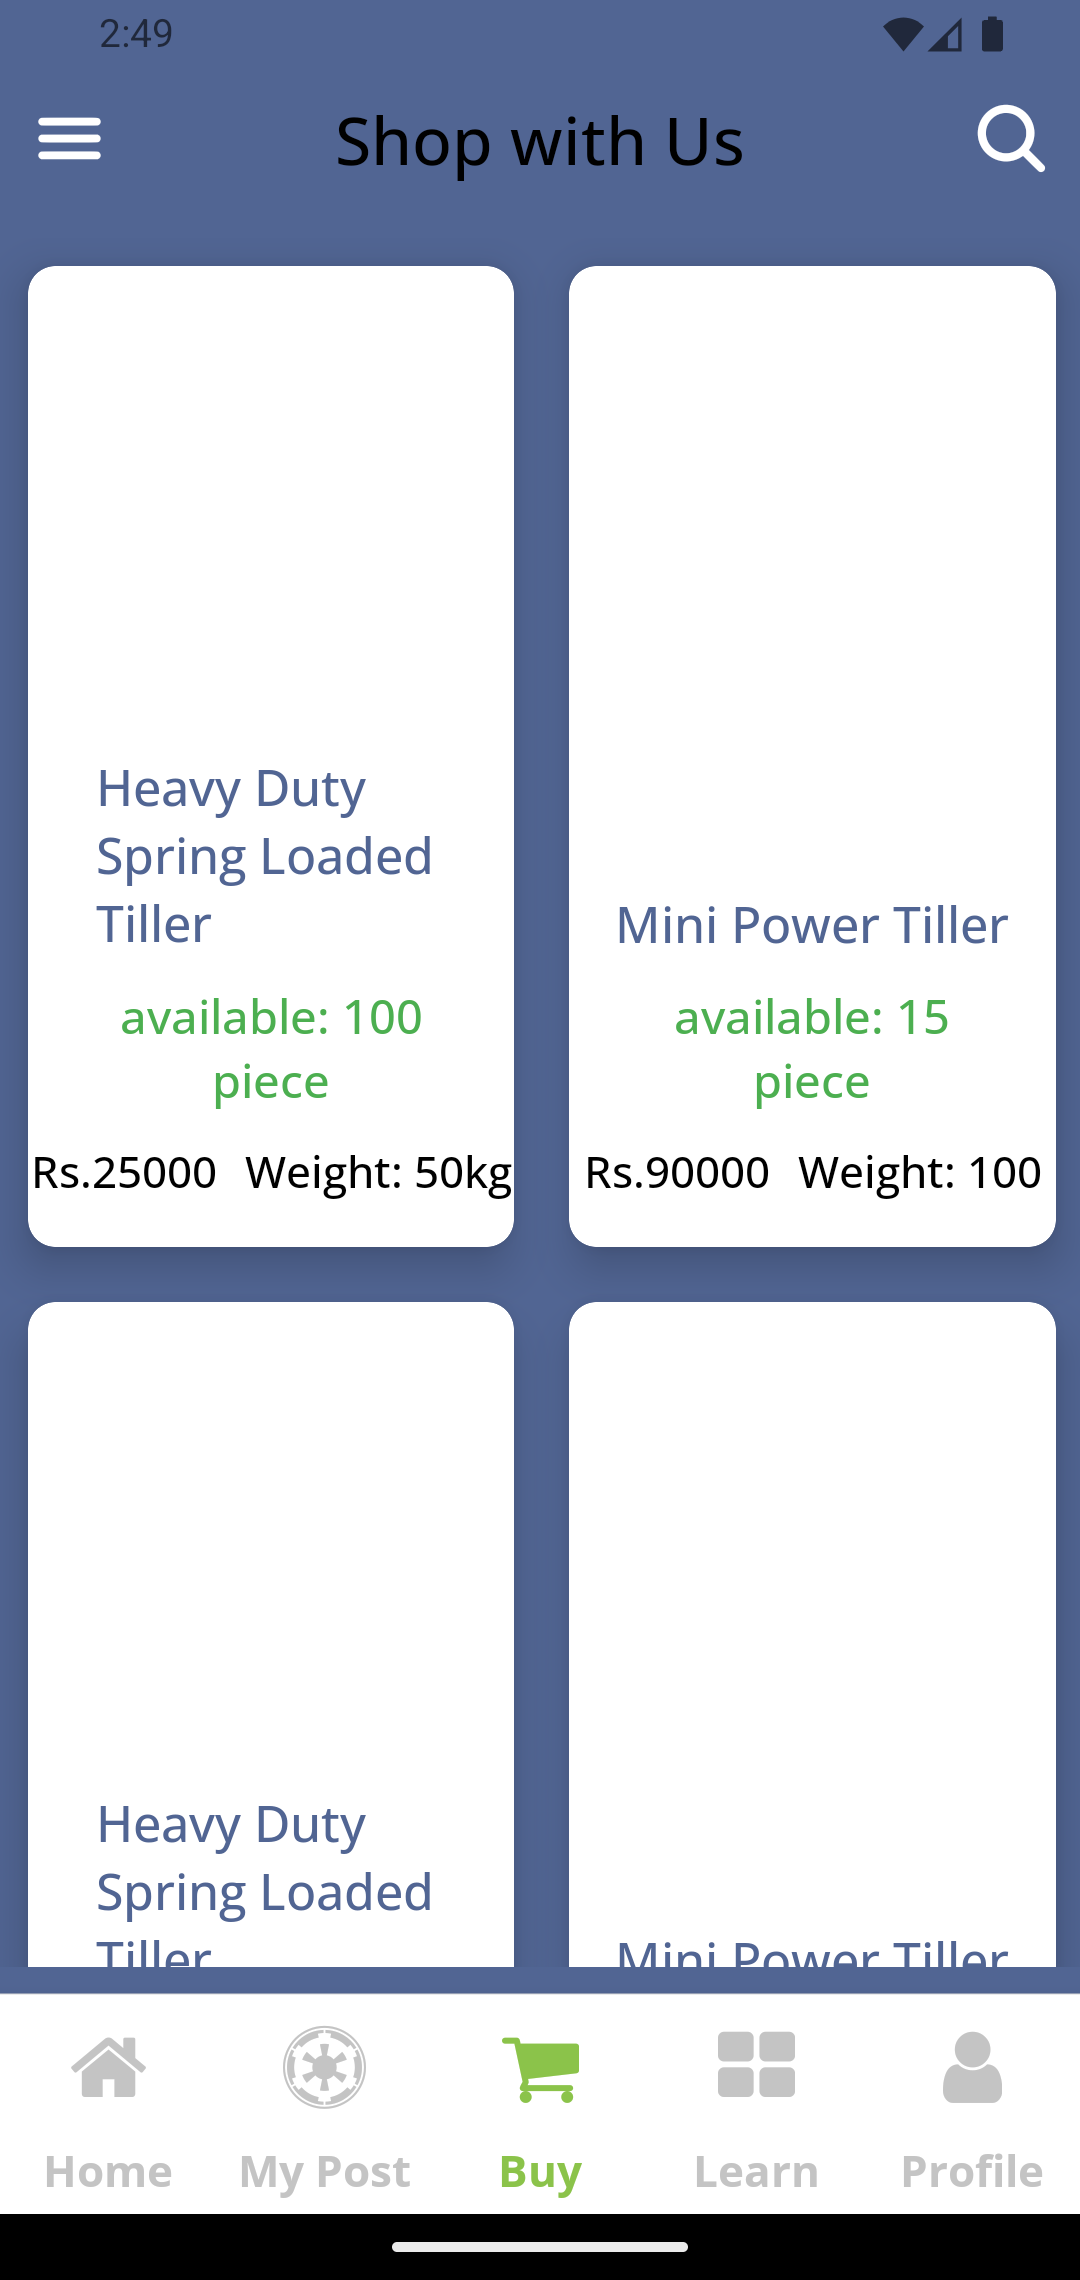 2:49
Shop with Us
Heavy Duty
Spring Loaded
Tiller
available: 100
piece
Rs.25000 Weight: 50kg
Mini Power Tiller
available: 15
piece
Rs.90000 Weight: 100
Heavy Duty
Spring Loaded
Tiller
Mini Power Tiller
Home
My Post
Buy
Learn
Profile